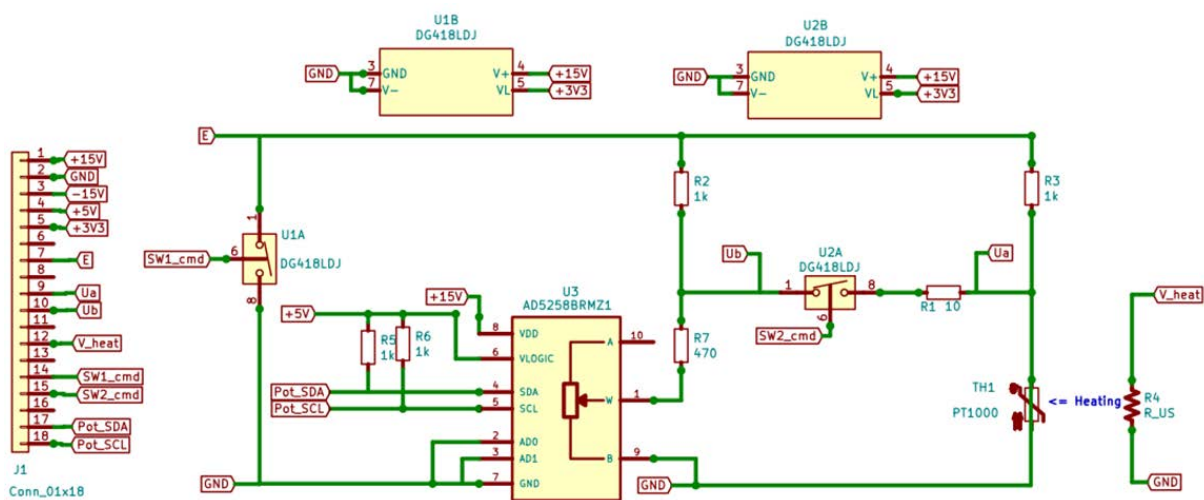 U1B
DG418LDJ
GND
3
GND
7
V-
V+
4
+15V
VL
5
+3V3
U2B
DG418LDJ
GND
3
GND
7
V-
V+
4
+15V
VL
5
+3V3
E
1
+15V
2
GND
3
-15V
4
+5V
5
+3V3
6
7
E
8
9
Ua
10
Ub
11
12
V_heat
13
14
SW1_cmd
15
SW2_cmd
16
17
Pot_SDA
18
Pot_SCL
J1
Conn_01x18
1
U1A
SW1_cmd
6
DG418LDJ
8
GND
+15V
+5V
R5
1k
R6
1k
Pot_SDA
Pot_SCL
U3
AD5258BRMZ1
8
VDD
6
VLOGIC
4
SDA
5
SCL
2
AD0
3
AD1
7
GND
A
10
W
1
B
9
R2
1k
Ub
R7
470
U2A
DG418LDJ
1
8
6
SW2_cmd
R1 10
Ua
R3
1k
TH1
PT1000
<= Heating
GND
V_heat
R4
R_US
GND